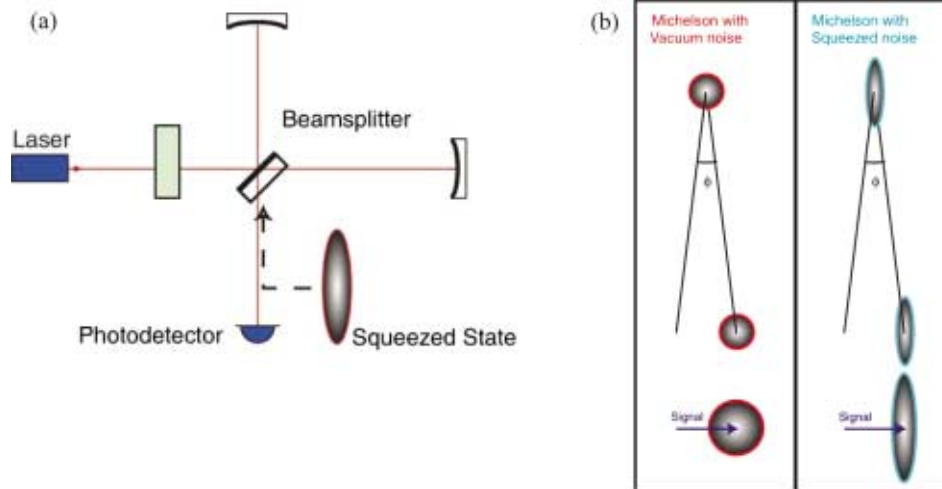 (a)
Laser
Beamsplitter
Photodetector
Squeezed State
(b)
Michelson with
Vacuum noise
Φ
Signal
Michelson with
Squeezed noise
Φ
Signal